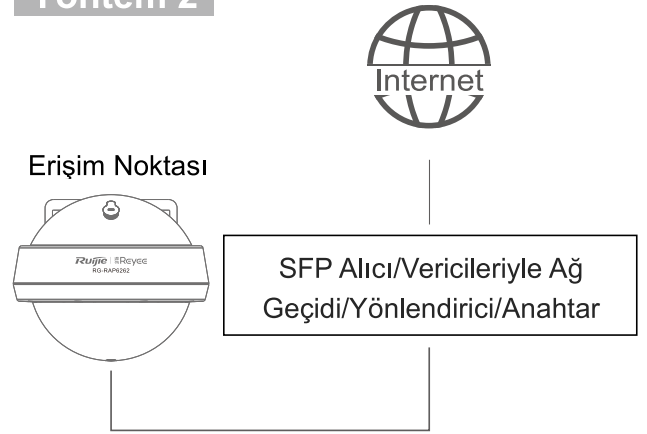 Yöntem 2
Internet
Erişim Noktası
Ruijie | Reyee
RG-RAP6262
SFP Alıcı/Vericileriyle Ağ
Geçidi/Yönlendirici/Anahtar